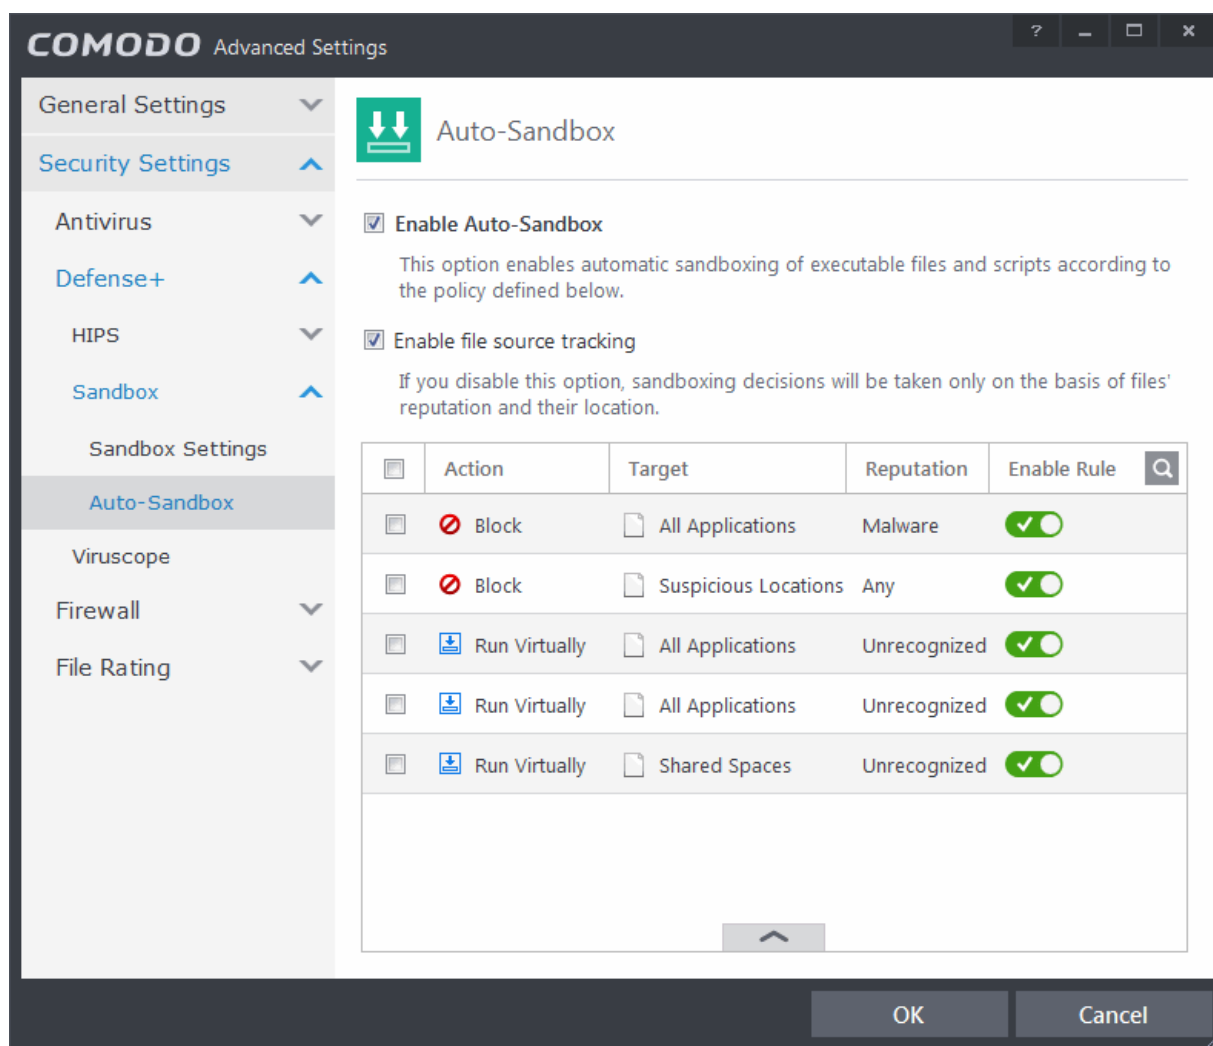 COMODO Advanced Settings
?
General Settings
Security Settings
Antivirus
Defense+
HIPS
Sandbox
Sandbox Settings
Auto-Sandbox
Viruscope
Firewall
File Rating
Auto-Sandbox
Enable Auto-Sandbox
This option enables automatic sandboxing of executable files and scripts according to
the policy defined below.
Enable file source tracking
If you disable this option, sandboxing decisions will be taken only on the basis of files'
reputation and their location.
Action Target Reputation Enable Rule
Block All Applications Malware
Block Suspicious Locations Any
Run Virtually All Applications Unrecognized
Run Virtually All Applications Unrecognized
Run Virtually Shared Spaces Unrecognized
OK Cancel